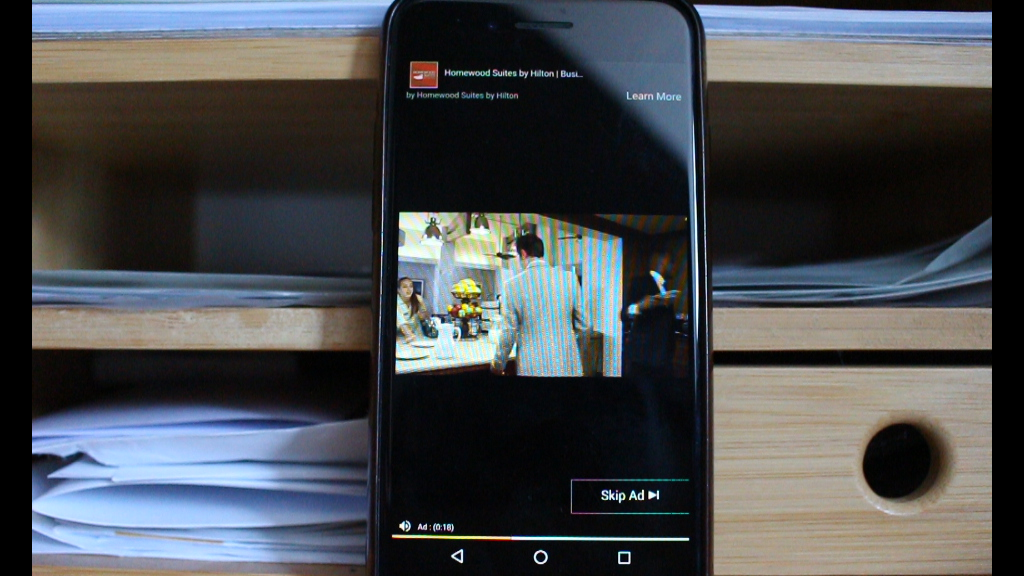 Homewood Suites by Hilton | Busi...
by Homewood Suites by Hilton
Learn More
Skip Ad
Ad : (0:18)